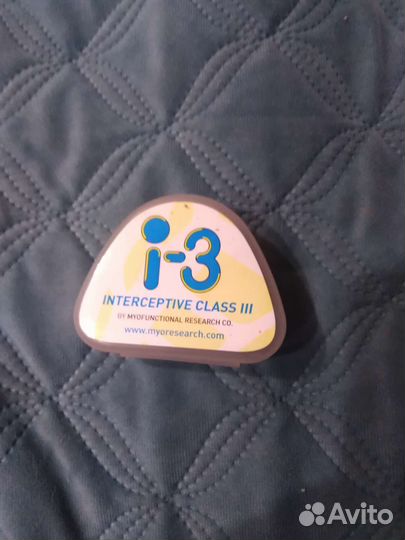 i-3
INTERCEPTIVE CLASS III
BY MYOFUNCTIONAL RESEARCH CO.
www.myoresearch.com
Avito